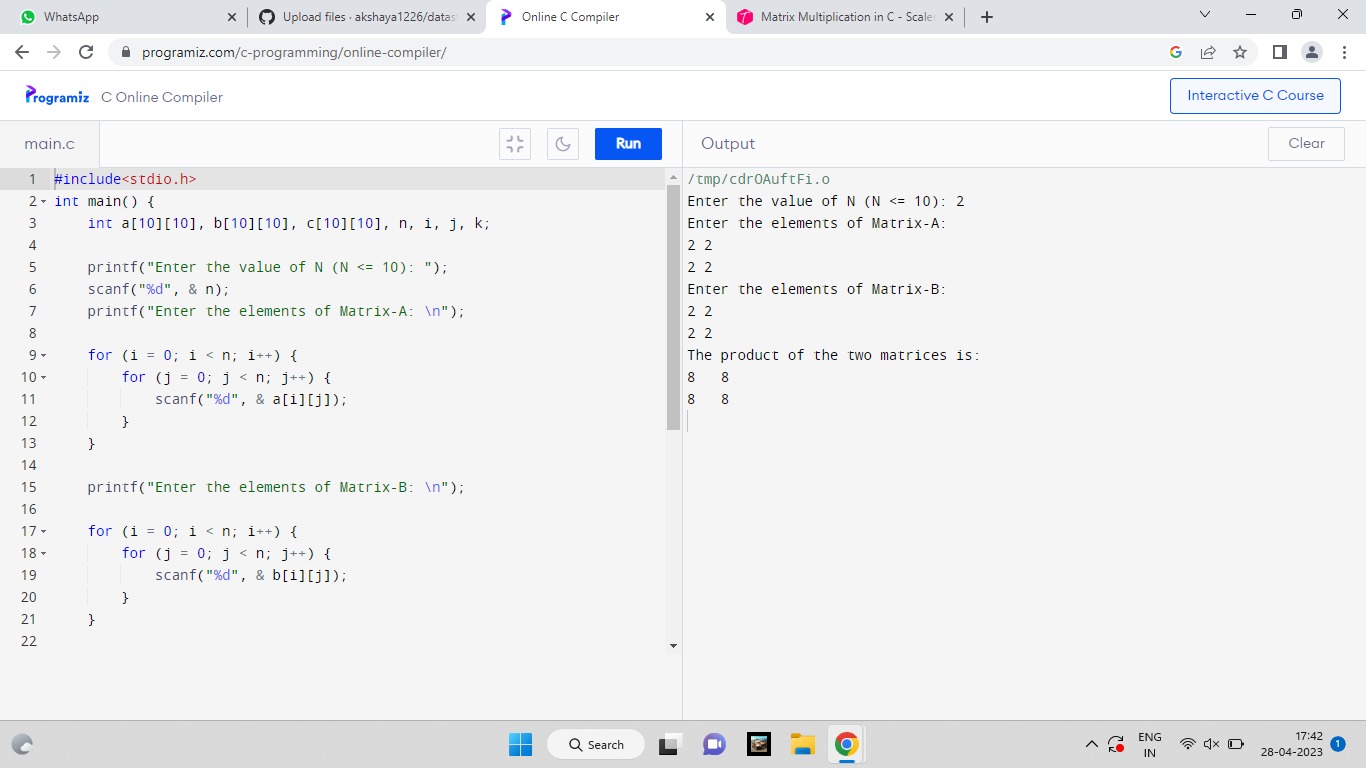 WhatsApp
Upload files · akshaya1226/datas
Online C Compiler
Matrix Multiplication in C - Scale
programiz.com/c-programming/online-compiler/
Programiz C Online Compiler
Interactive C Course
main.c
Run
Output
Clear
1 #include<stdio.h>
2 int main() {
3 int a[10][10], b[10][10], c[10][10], n, i, j, k;
4
5 printf("Enter the value of N (N <= 10): ");
6 scanf("%d", & n);
7 printf("Enter the elements of Matrix-A: \n");
8
9 for (i = 0; i < n; i++) {
10 for (j = 0; j < n; j++) {
11 scanf("%d", & a[i][j]);
12 }
13 }
14
15 printf("Enter the elements of Matrix-B: \n");
16
17 for (i = 0; i < n; i++) {
18 for (j = 0; j < n; j++) {
19 scanf("%d", & b[i][j]);
20 }
21 }
22
/tmp/cdrOAuftFi.o
Enter the value of N (N <= 10): 2
Enter the elements of Matrix-A:
2 2
2 2
Enter the elements of Matrix-B:
2 2
2 2
The product of the two matrices is:
8 8
8 8
Search
ENG
IN
17:42
28-04-2023
1